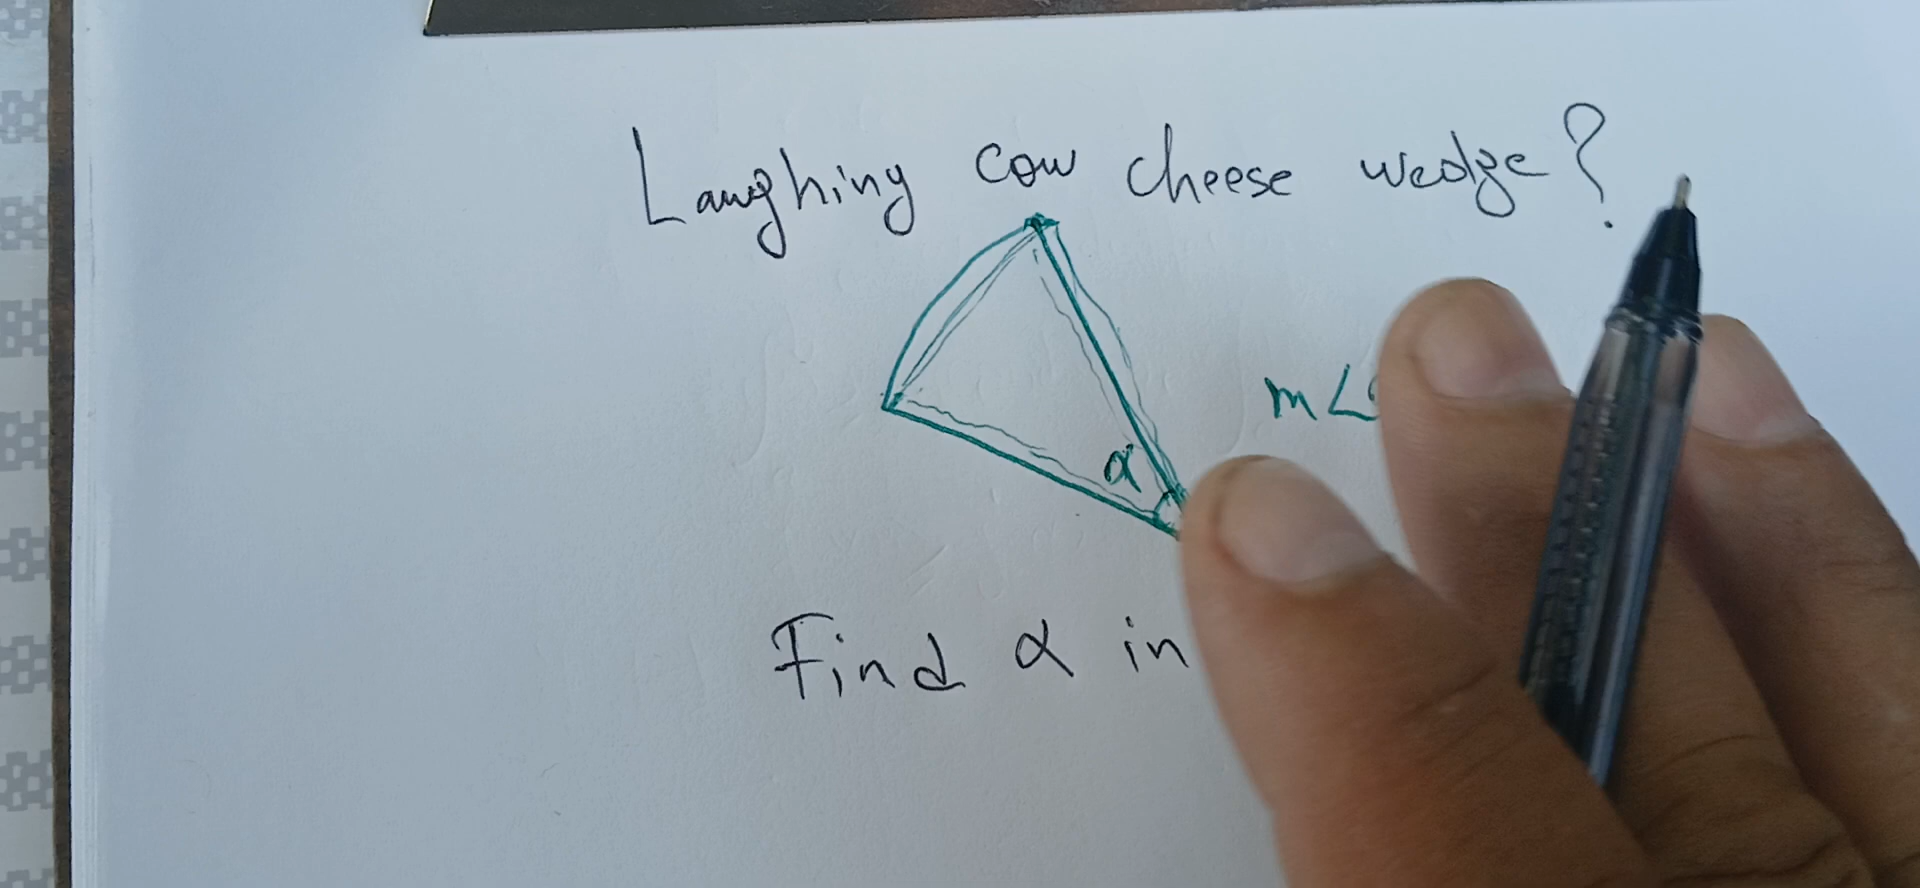 Laughing cow cheese wedge?
m∠
α
Find α in